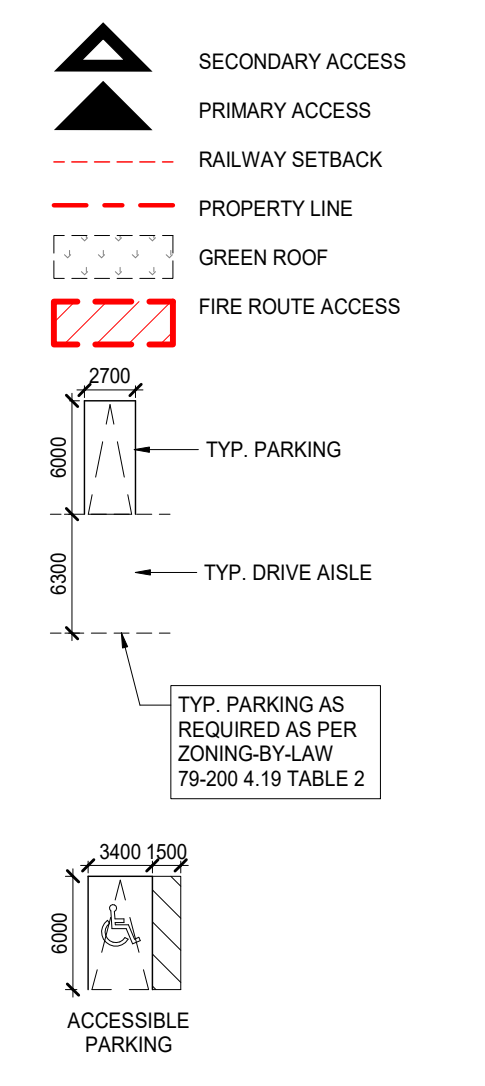 SECONDARY ACCESS
PRIMARY ACCESS
RAILWAY SETBACK
PROPERTY LINE
GREEN ROOF
FIRE ROUTE ACCESS
2700
6000
TYP. PARKING
6300
TYP. DRIVE AISLE
TYP. PARKING AS
REQUIRED AS PER
ZONING-BY-LAW
79-200 4.19 TABLE 2
3400 1500
6000
ACCESSIBLE
PARKING